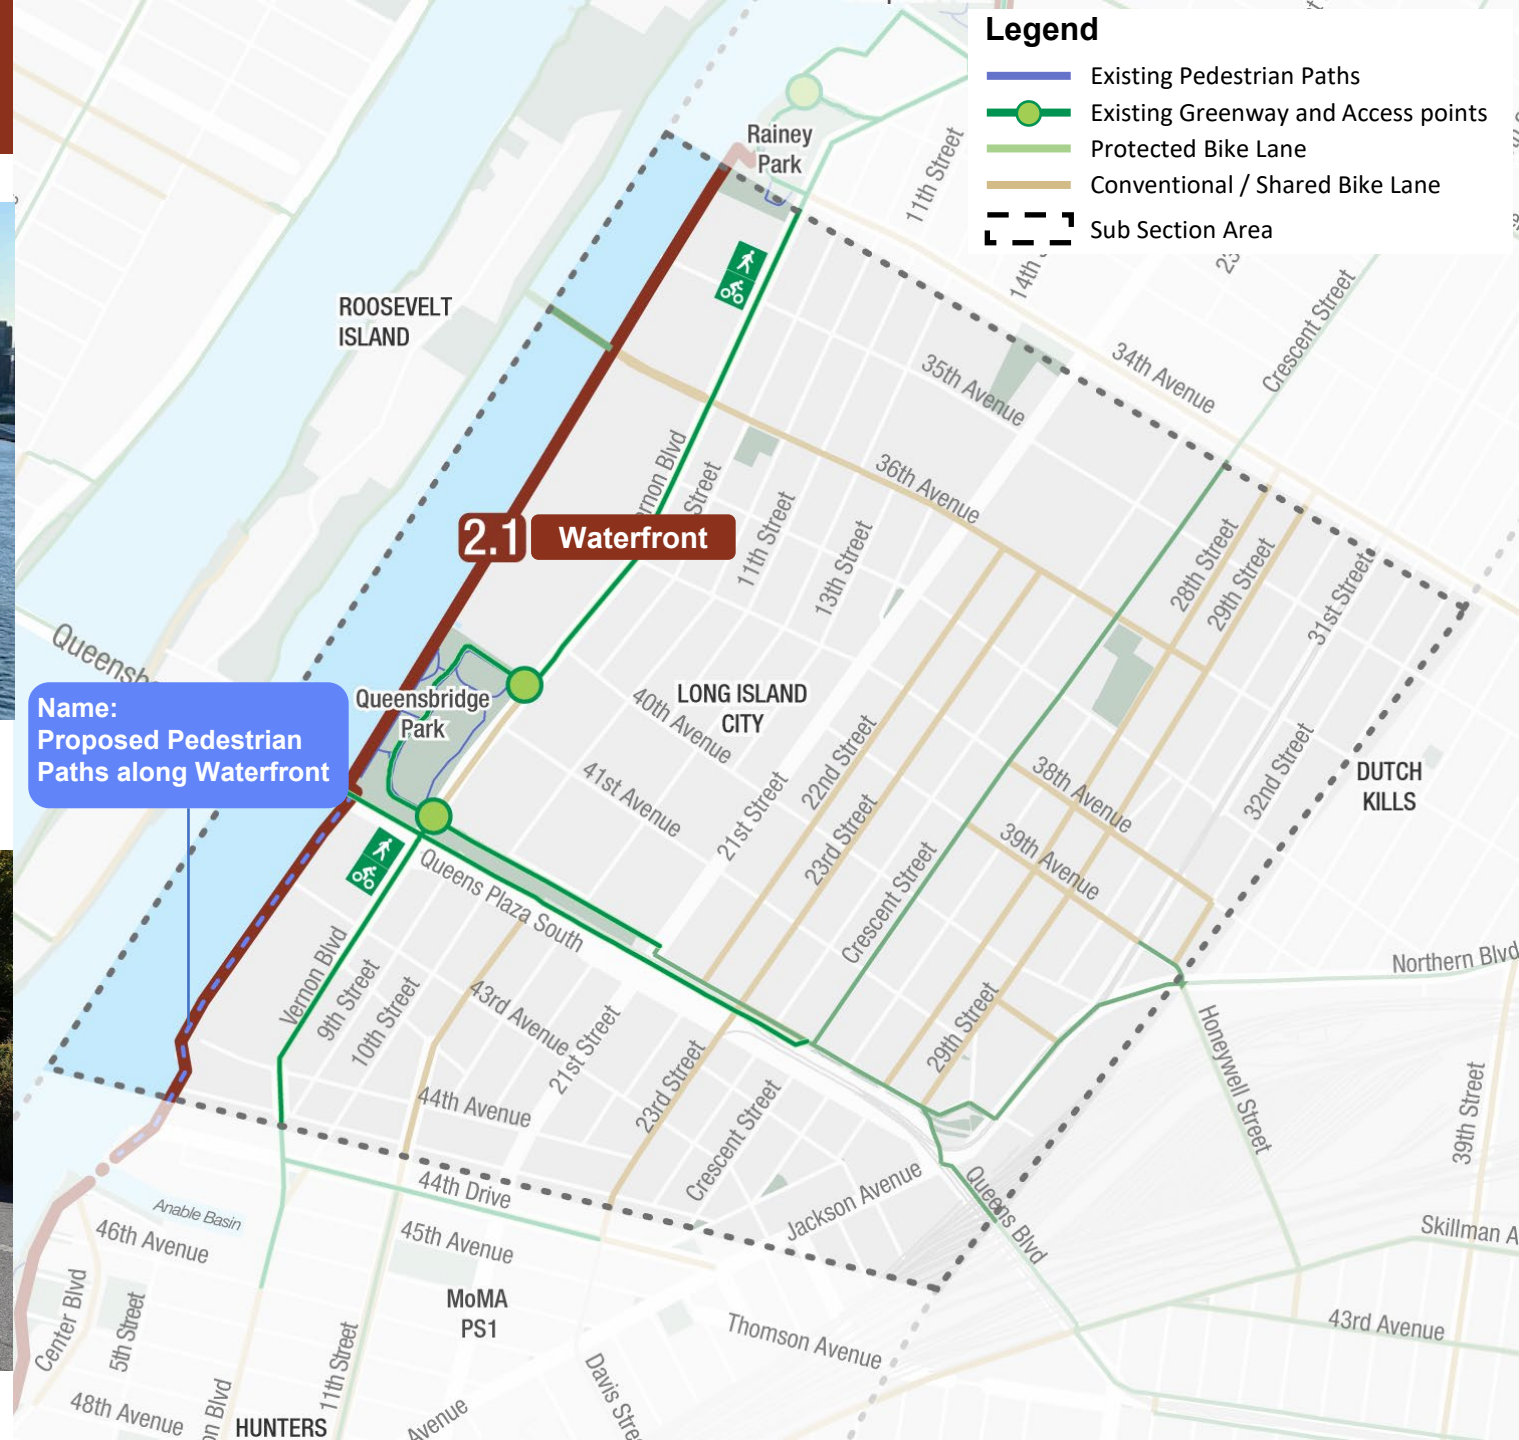 Legend
Existing Pedestrian Paths
Existing Greenway and Access points
Protected Bike Lane
Conventional / Shared Bike Lane
Sub Section Area
Rainey
Park
11th Street
14th
ROOSEVELT
ISLAND
Crescent Street
34th Avenue
35th Avenue
36th Avenue
Street
11th Street
13th Street
2.1 Waterfront
28th Street
29th Street
31st Street
Queensbridge
Park
LONG ISLAND
CITY
40th Avenue
41st Avenue
21st Street
22nd Street
23rd Street
Crescent Street
38th Avenue
39th Avenue
32nd Street
DUTCH
KILLS
Name:
Proposed Pedestrian
Paths along Waterfront
Queens Plaza South
Vernon Blvd
9th Street
10th Street
43rd Avenue
21st Street
29th Street
Northern Blvd
Honeywell Street
39th Street
44th Avenue
23rd Street
Crescent Street
44th Drive
Jackson Avenue
Queens Blvd
Anable Basin
46th Avenue
45th Avenue
Skillman A
Center Blvd
5th Street
MoMA
PS1
Thomson Avenue
43rd Avenue
11th Street
Davis Stre
48th Avenue
HUNTERS
Avenue